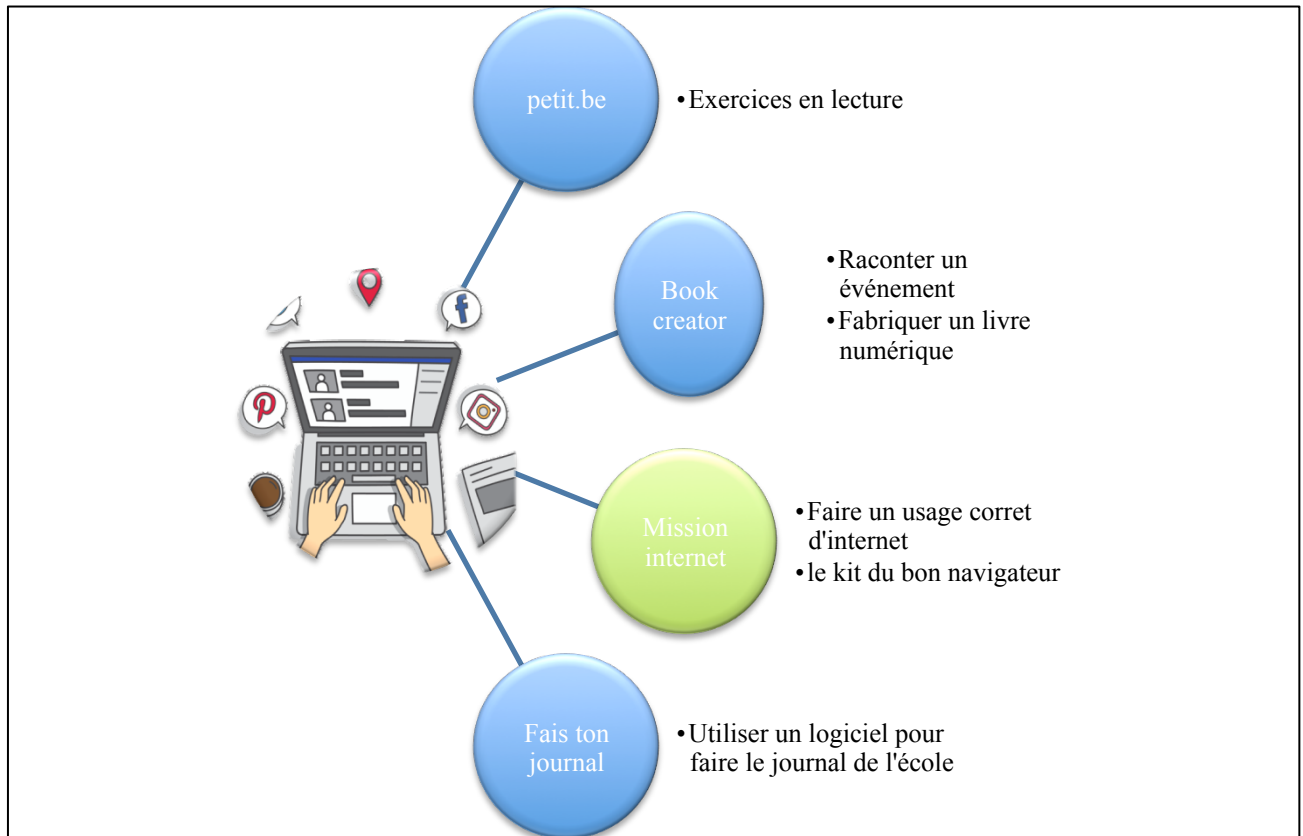 petit.be
•Exercices en lecture
Book
creator
•Raconter un
événement
•Fabriquer un livre
numérique
Mission
internet
•Faire un usage corret
d'internet
•le kit du bon navigateur
Fais ton
journal
•Utiliser un logiciel pour
faire le journal de l'école